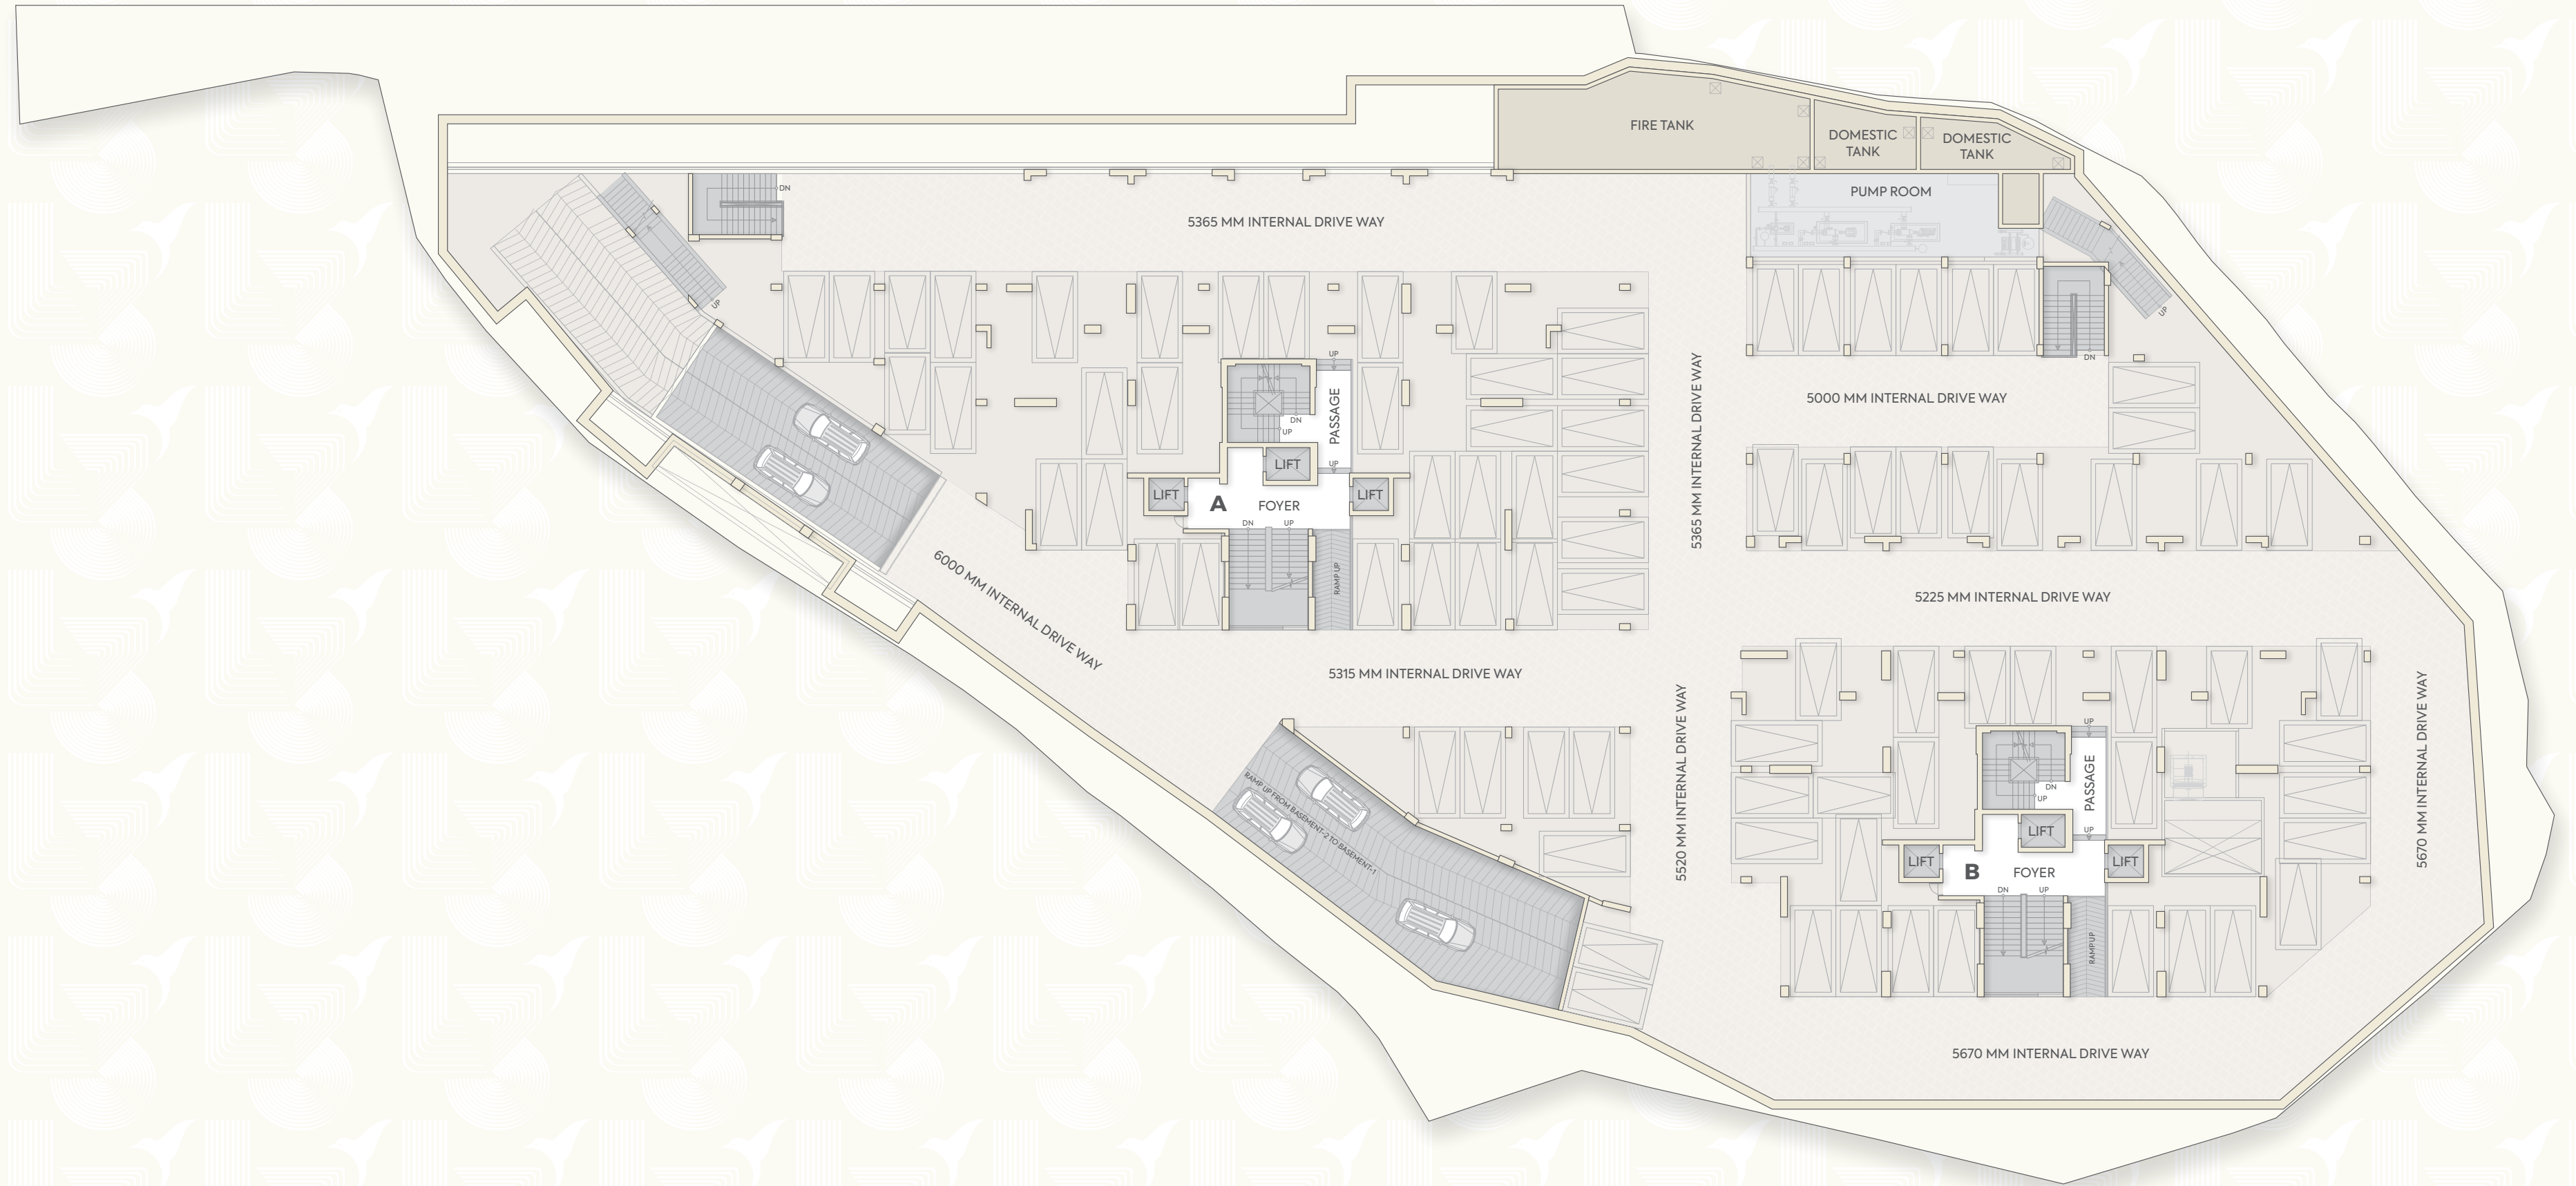 FIRE TANK
DOMESTIC
TANK
DOMESTIC
TANK
PUMP ROOM
DN
UP
5365 MM INTERNAL DRIVE WAY
UP
DN
5000 MM INTERNAL DRIVE WAY
5365 MM INTERNAL DRIVE WAY
UP
PASSAGE
DN
UP
UP
LIFT
LIFT
A
FOYER
LIFT
DN
UP
RAMP UP
6000 MM INTERNAL DRIVE WAY
5315 MM INTERNAL DRIVE WAY
5225 MM INTERNAL DRIVE WAY
5520 MM INTERNAL DRIVE WAY
5670 MM INTERNAL DRIVE WAY
RAMP UP FROM BASEMENT-2 TO BASEMENT-1
UP
PASSAGE
DN
UP
UP
LIFT
LIFT
B
FOYER
LIFT
DN
UP
RAMP UP
5670 MM INTERNAL DRIVE WAY